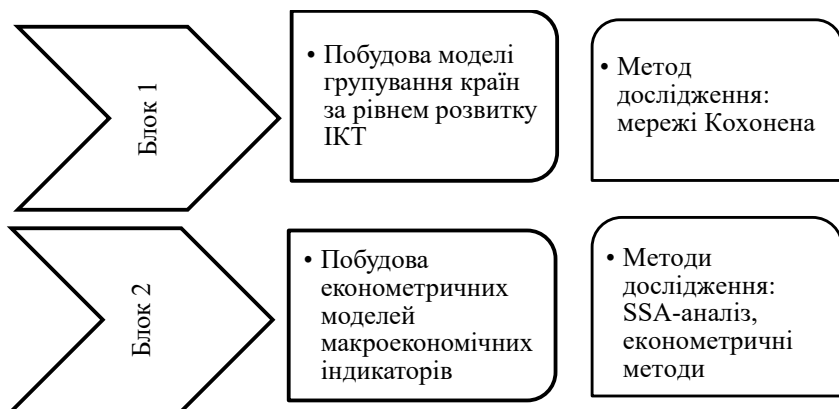 Блок 1
• Побудова моделі
групування країн
за рівнем розвитку
ІКТ
• Метод
дослідження:
мережі Кохонена
Блок 2
• Побудова
економетричних
моделей
макроекономічних
індикаторів
• Методи
дослідження:
SSA-аналіз,
економетричні
методи